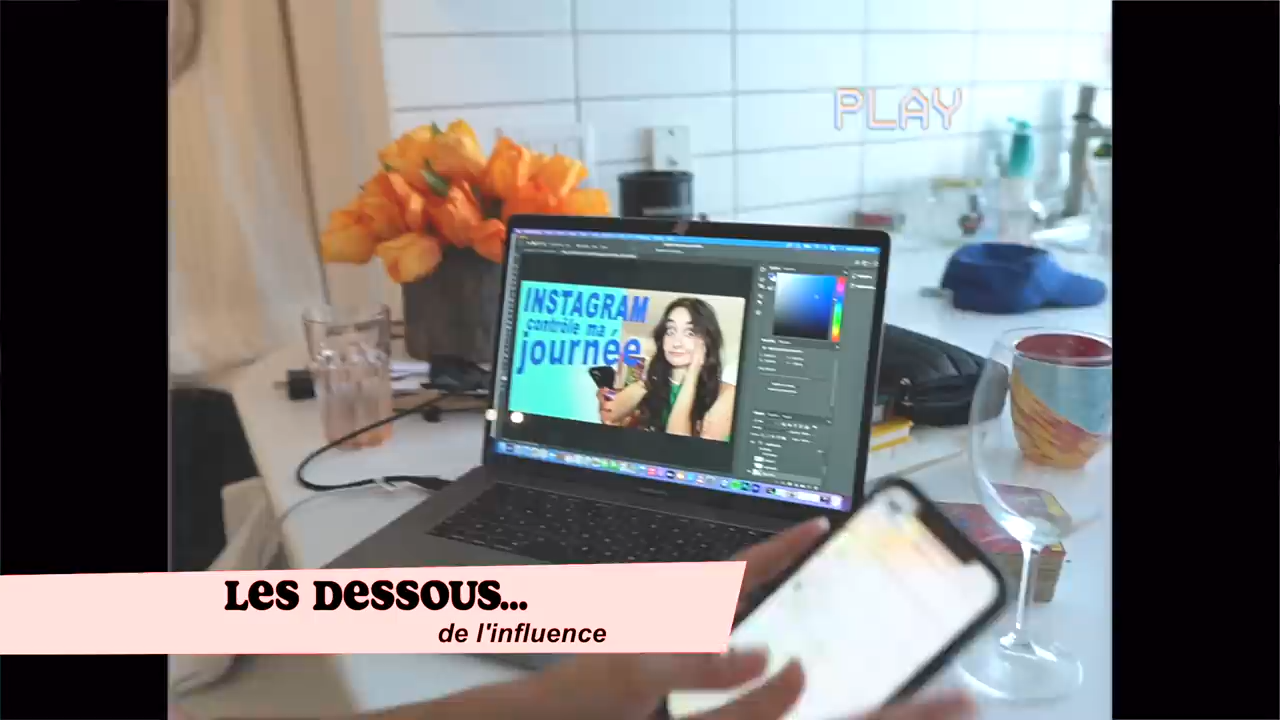 PLAY
INSTAGRAM
contrôle ma
journée
Les Dessous...
de l'influence